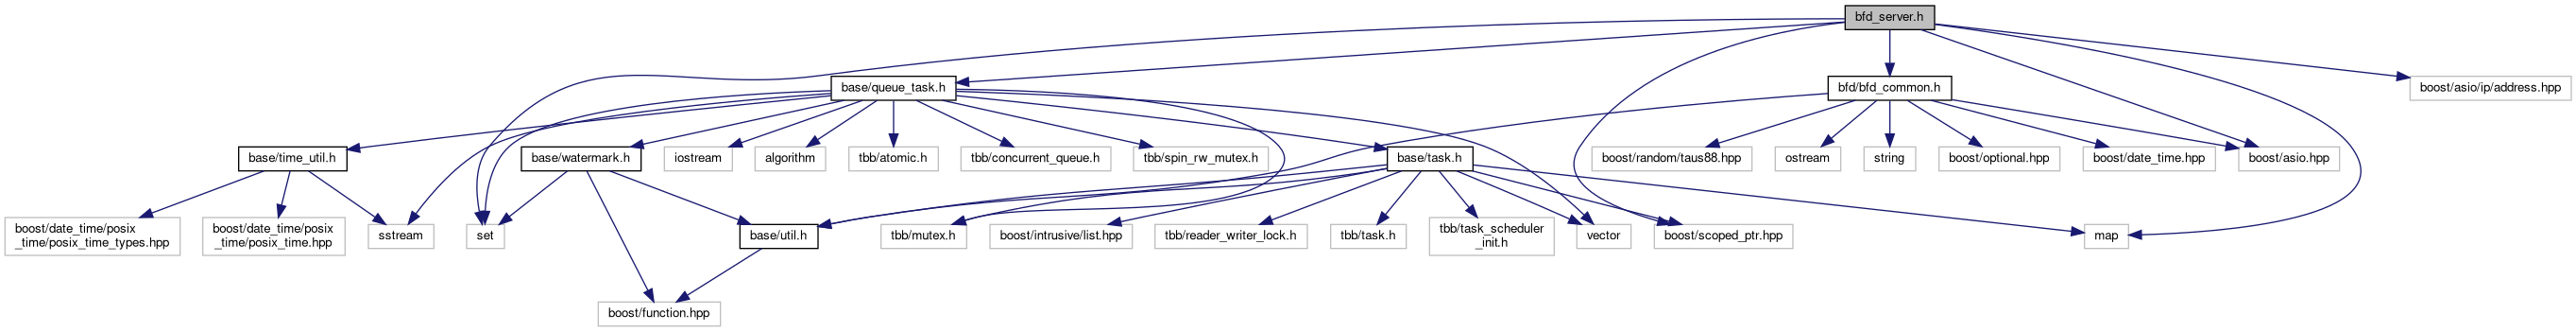 bfd_server.h
base/queue_task.h
bfd/bfd_common.h
boost/asio/ip/address.hpp
base/time_util.h
base/watermark.h
iostream
algorithm
tbb/atomic.h
tbb/concurrent_queue.h
tbb/spin_rw_mutex.h
base/task.h
boost/random/taus88.hpp
ostream
string
boost/optional.hpp
boost/date_time.hpp
boost/asio.hpp
boost/date_time/posix
_time/posix_time_types.hpp
boost/date_time/posix
_time/posix_time.hpp
sstream
set
base/util.h
tbb/mutex.h
boost/intrusive/list.hpp
tbb/reader_writer_lock.h
tbb/task.h
tbb/task_scheduler
_init.h
vector
boost/scoped_ptr.hpp
map
boost/function.hpp